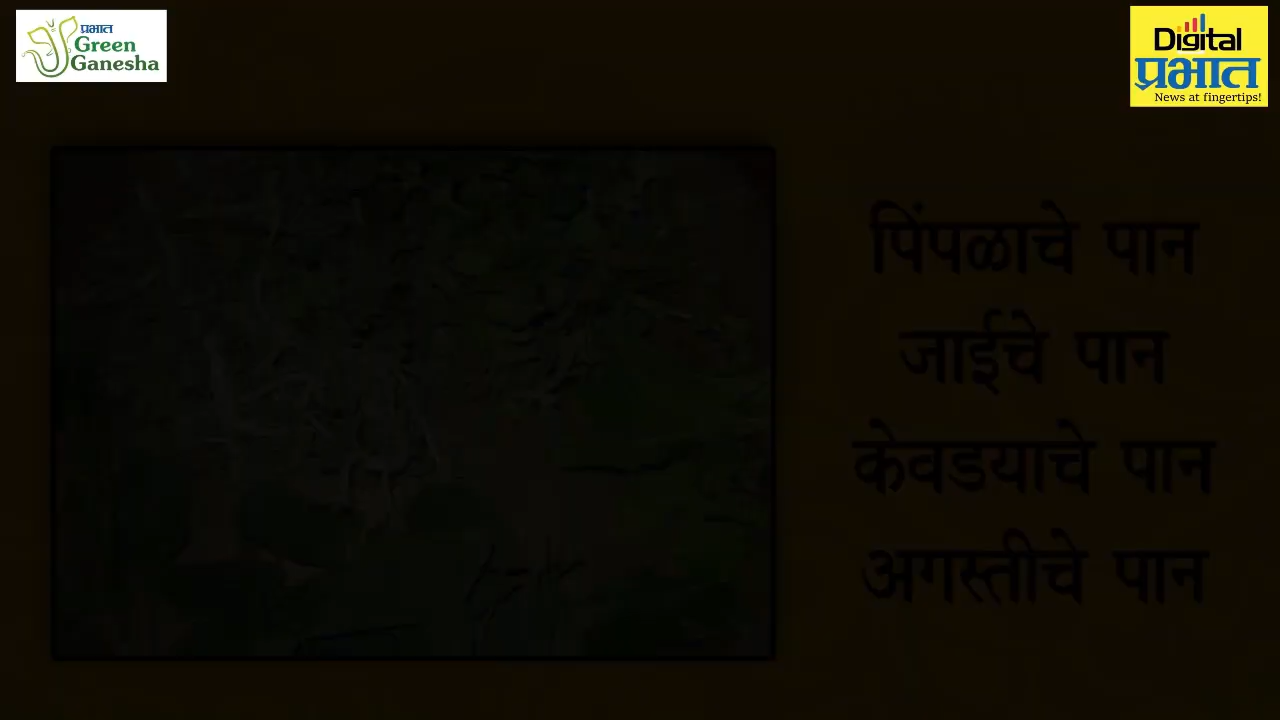 प्रभात
Green
Ganesha
Digital
प्रभात
News at fingertips!
पिंपळाचे पान
जाईचे पान
केवडयाचे पान
अगस्तीचे पान